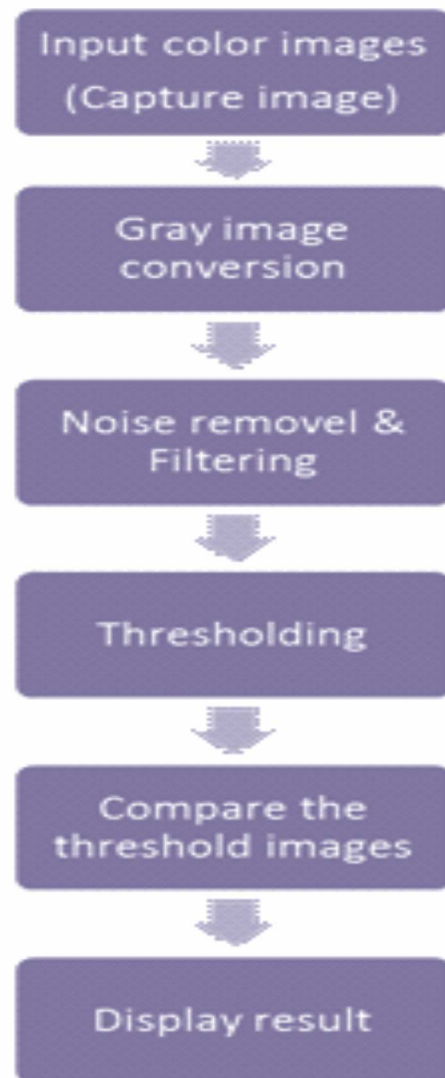 Input color images
(Capture image)
Gray image
conversion
Noise removel &
Filtering
Thresholding
Compare the
threshold images
Display result